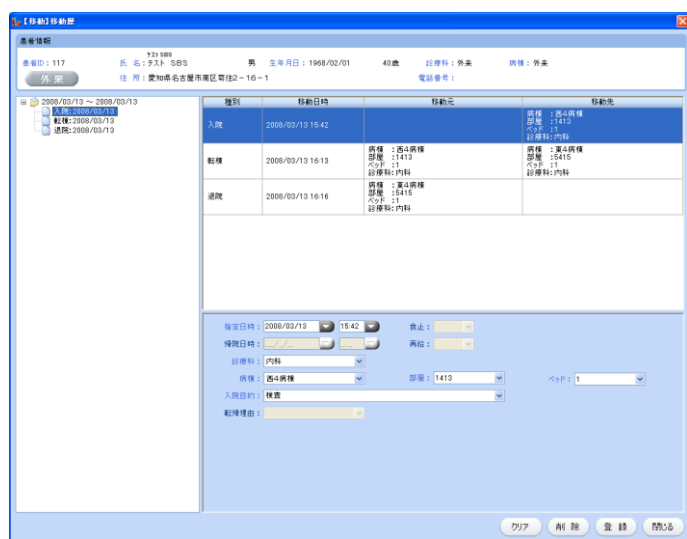 【移動】移動歴
患者情報
テスト SBS
患者ID：117 氏 名：テスト SBS 男 生年月日：1968/02/01 40歳 診療科：外来 病棟：外来
外 来 住 所：愛知県名古屋市南区菊住2－16－1 電話番号：
2008/03/13 ～ 2008/03/13
入院:2008/03/13
転棟:2008/03/13
退院:2008/03/13
種別 移動日時 移動元 移動先
入院 2008/03/13 15:42
病棟 :西4病棟
部屋 :1413
ベッド :1
診療科:内科
転棟 2008/03/13 16:13
病棟 :西4病棟
部屋 :1413
ベッド :1
診療科:内科
病棟 :東4病棟
部屋 :5415
ベッド :1
診療科:内科
退院 2008/03/13 16:16
病棟 :東4病棟
部屋 :5415
ベッド :1
診療科:内科
指定日時： 2008/03/13 15:42 食止：
帰院日時： __/_/_ __:__ 再給：
診療科： 内科
病棟： 西4病棟 部屋： 1413 ベッド： 1
入院目的： 検査
転帰理由：
クリア 削 除 登 録 閉じる